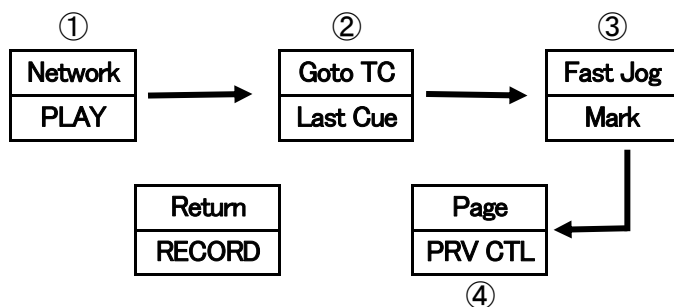 ①
Network
PLAY
②
Goto TC
Last Cue
③
Fast Jog
Mark
Return
RECORD
Page
PRV CTL
④